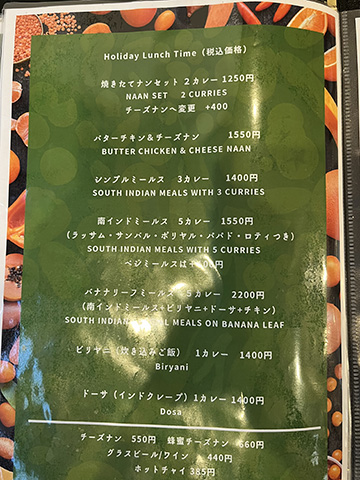 Holiday Lunch Time（税込価格）
焼きたてナンセット ２カレー 1250円
NAAN SET 2 CURRIES
チーズナンへ変更 +400
バターチキン＆チーズナン 1550円
BUTTER CHICKEN & CHEESE NAAN
シンプルミールス 3カレー 1400円
SOUTH INDIAN MEALS WITH 3 CURRIES
南インドミールス 5カレー 1550円
（ラッサム・サンバル・ポリヤル・パパド・ロティつき）
SOUTH INDIAN MEALS WITH 5 CURRIES
ベジミールスは
バナナリーフミールス 5カレー 2200円
（南インドミールス+ビリヤニ+ドーサ+チキン）
SOUTH INDIAN MEALS ON BANANA LEAF
ビリヤニ（炊き込みご飯） 1カレー 1400円
Biryani
ドーサ（インドクレープ）1カレー 1400円
Dosa
チーズナン 550円 蜂蜜チーズナン 660円
グラスビール/ワイン 440円
ホットチャイ 385円